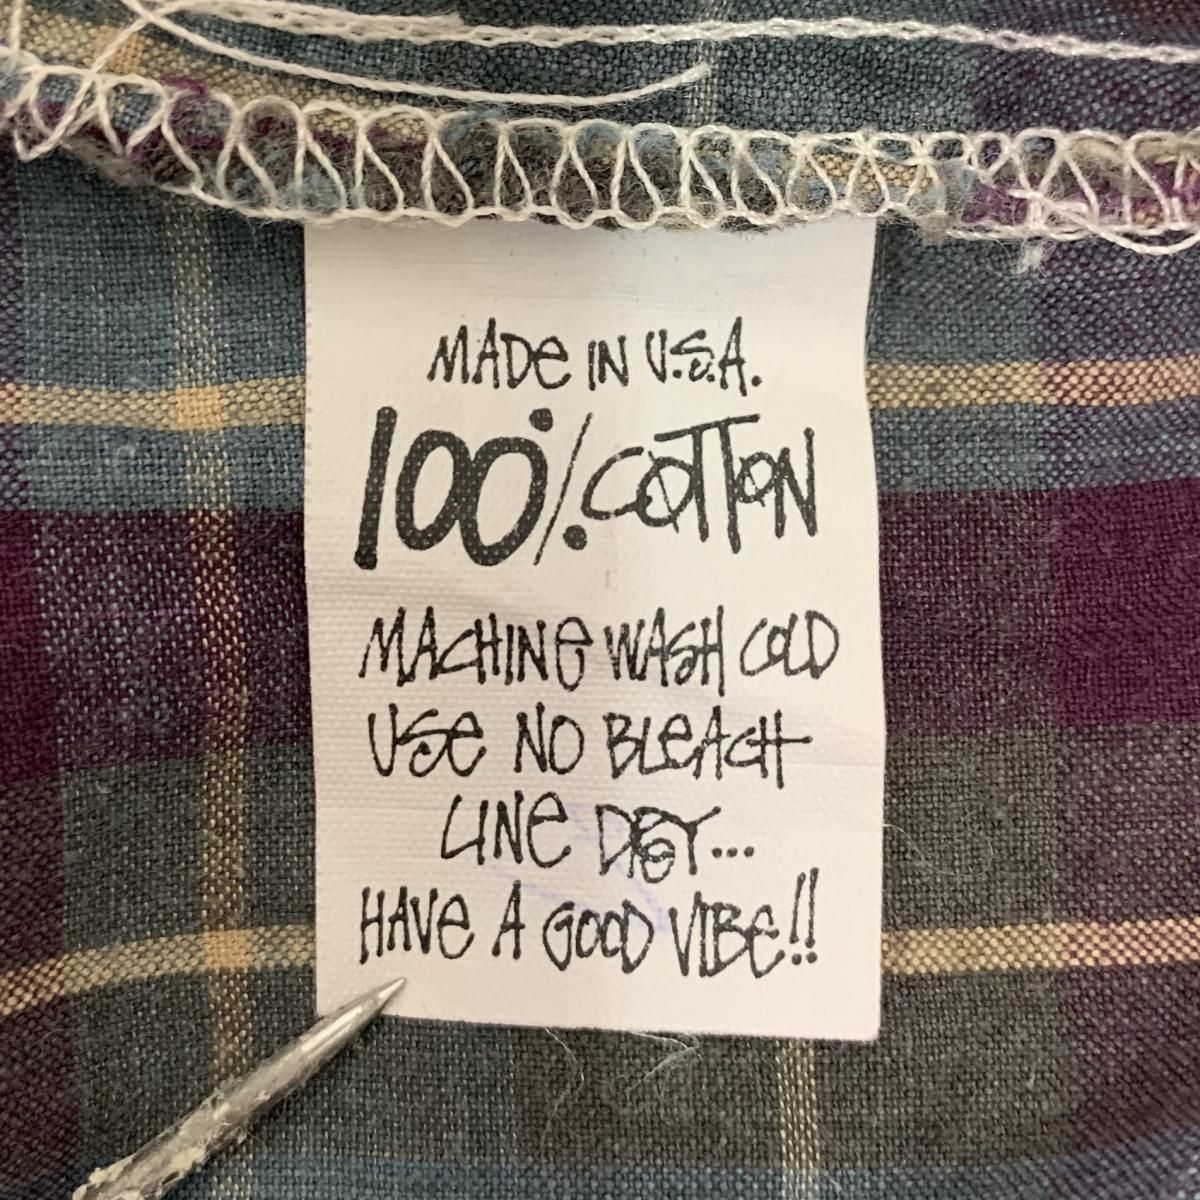 MADE IN U.S.A.
100% COTTON
MACHINE WASH COLD
USE NO BLEACH
LINE DRY...
HAVE A GOOD VIBE!!